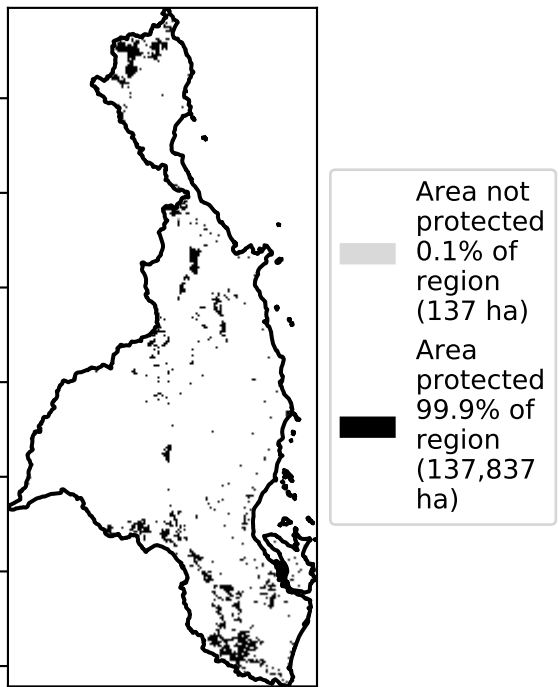 Area not
protected
0.1% of
region
(137 ha)
Area
protected
99.9% of
region
(137,837
ha)